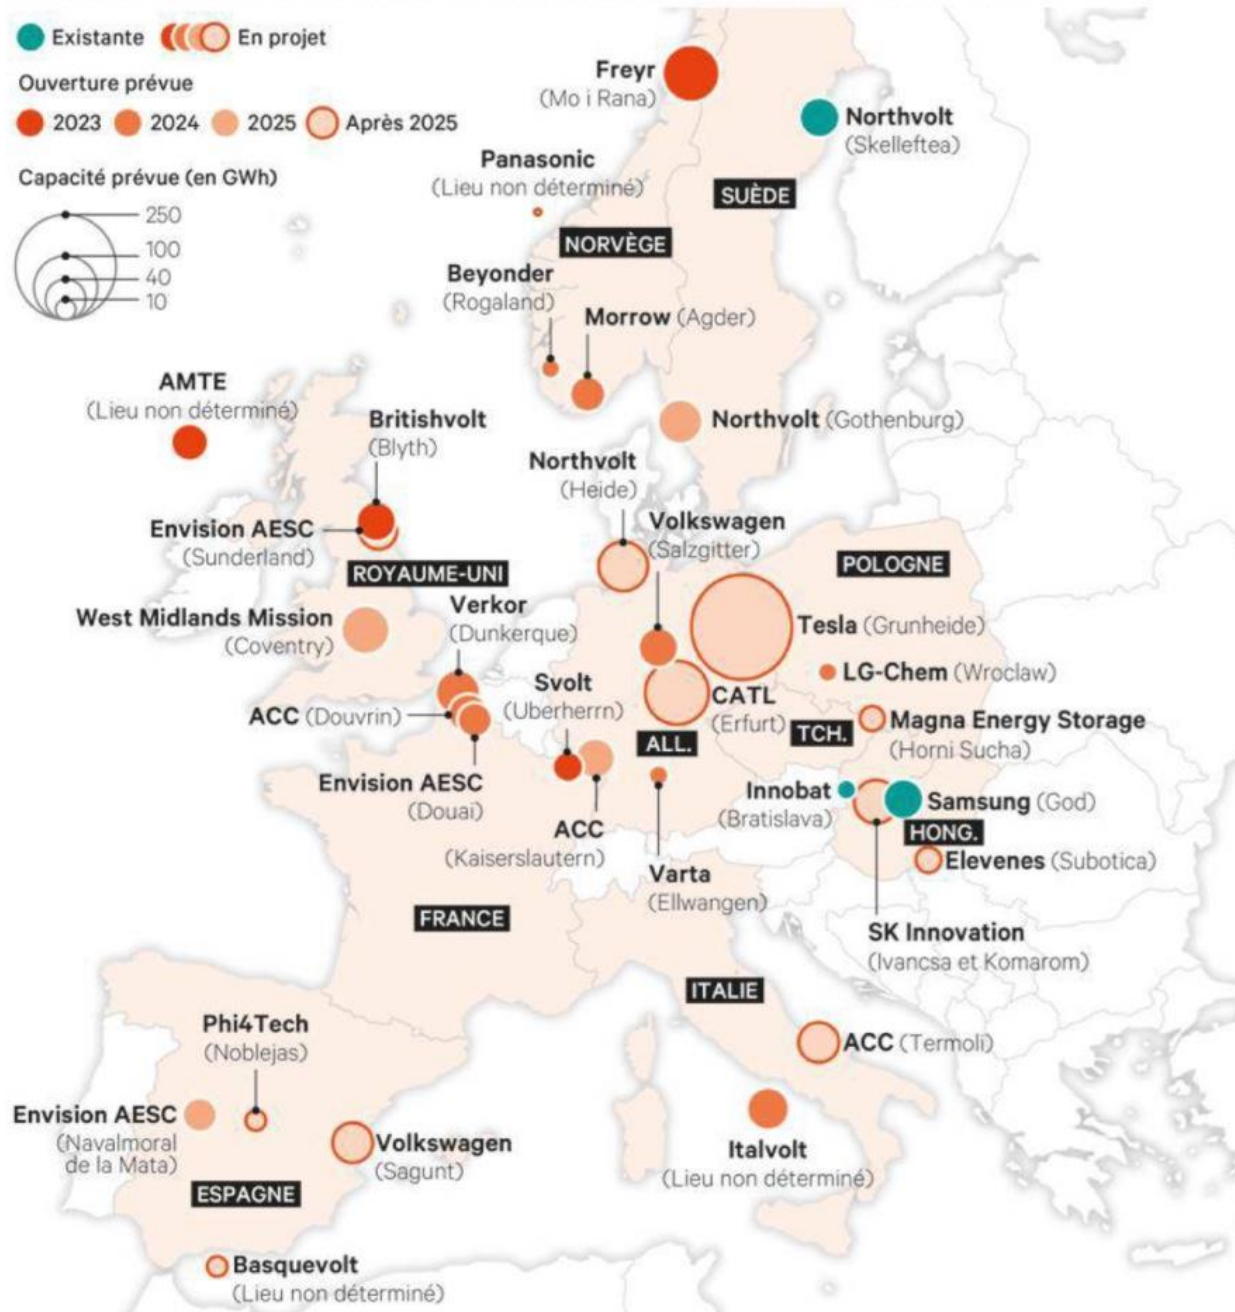 Existante
En projet
Ouverture prévue
2023
2024
2025
Après 2025
Capacité prévue (en GWh)
250
100
40
10
Freyr
(Mo i Rana)
Northvolt
(Skelleftea)
Panasonic
(Lieu non déterminé)
SUÈDE
NORVÈGE
Beyonder
(Rogaland)
Morrow (Agder)
AMTE
(Lieu non déterminé)
Britishvolt
(Blyth)
Northvolt (Gothenburg)
Northvolt
(Heide)
Envision AESC
(Sunderland)
Volkswagen
(Salzgitter)
ROYAUME-UNI
POLOGNE
West Midlands Mission
(Coventry)
Verkor
(Dunkerque)
Tesla (Grunheide)
LG-Chem (Wroclaw)
Svolt
(Uberherrn)
CATL
(Erfurt)
ACC (Douvrin)
Magna Energy Storage
(Horni Sucha)
TCH.
ALL.
Envision AESC
(Douai)
Innobat
(Bratislava)
Samsung (God)
HONG.
ACC
(Kaiserslautern)
Elevenes (Subotica)
Varta
(Ellwangen)
FRANCE
SK Innovation
(Ivancsa et Komarom)
ITALIE
Phi4Tech
(Noblejas)
ACC (Termoli)
Envision AESC
(Navalmoral
de la Mata)
Volkswagen
(Sagunt)
Italvolt
(Lieu non déterminé)
ESPAGNE
Basquevolt
(Lieu non déterminé)